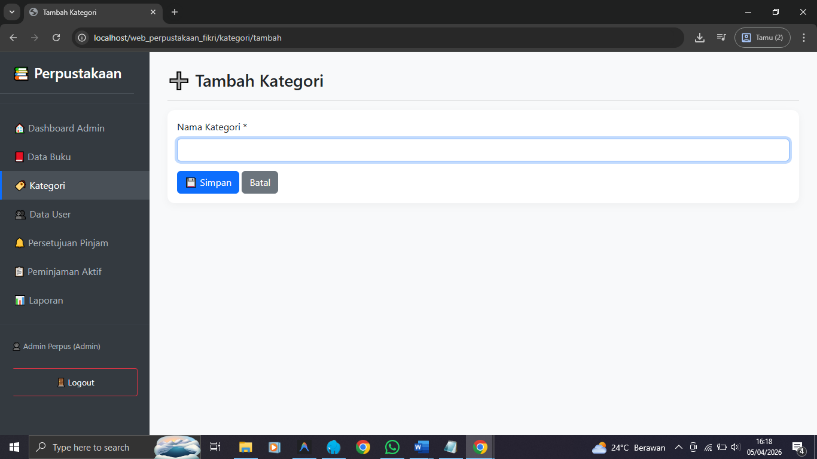 Tambah Kategori
localhost/web_perpustakaan_fikri/kategori/tambah
Tamu (2)
Perpustakaan
Dashboard Admin
Data Buku
Kategori
Data User
Persetujuan Pinjam
Peminjaman Aktif
Laporan
Admin Perpus (Admin)
Logout
Tambah Kategori
Nama Kategori *
Simpan
Batal
Type here to search
24°C Berawan
16:18
05/04/2026
4